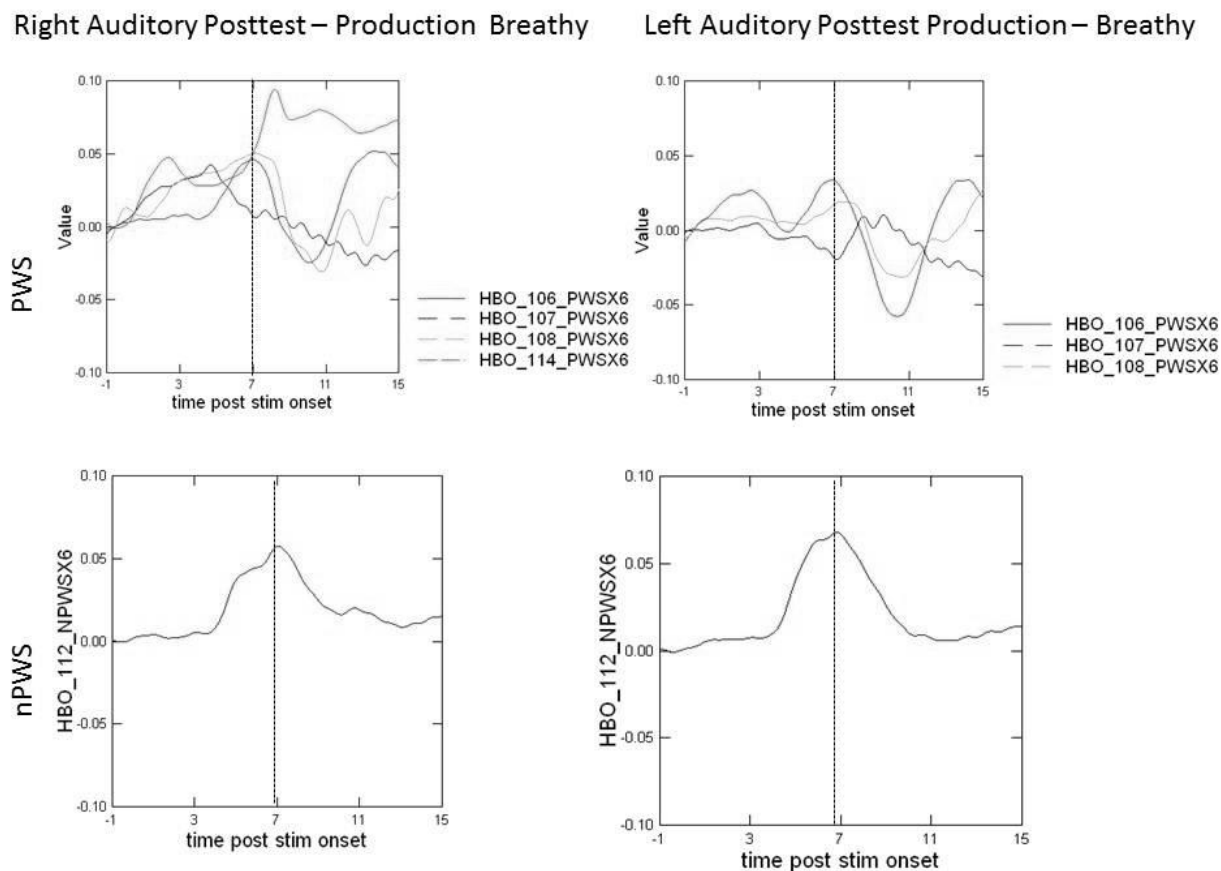 Right Auditory Posttest – Production Breathy
Left Auditory Posttest Production – Breathy
PWS
Value
0.10
0.05
0.00
-0.05
-0.10
-1 3 7 11 15
time post stim onset
HBO_106_PWSX6
HBO_107_PWSX6
HBO_108_PWSX6
HBO_114_PWSX6
Value
0.10
0.05
0.00
-0.05
-0.10
-1 3 7 11 15
time post stim onset
HBO_106_PWSX6
HBO_107_PWSX6
HBO_108_PWSX6
nPWS
HBO_112_NPWSX6
0.10
0.05
0.00
-0.05
-0.10
-1 3 7 11 15
time post stim onset
HBO_112_NPWSX6
0.10
0.05
0.00
-0.05
-0.10
-1 3 7 11 15
time post stim onset